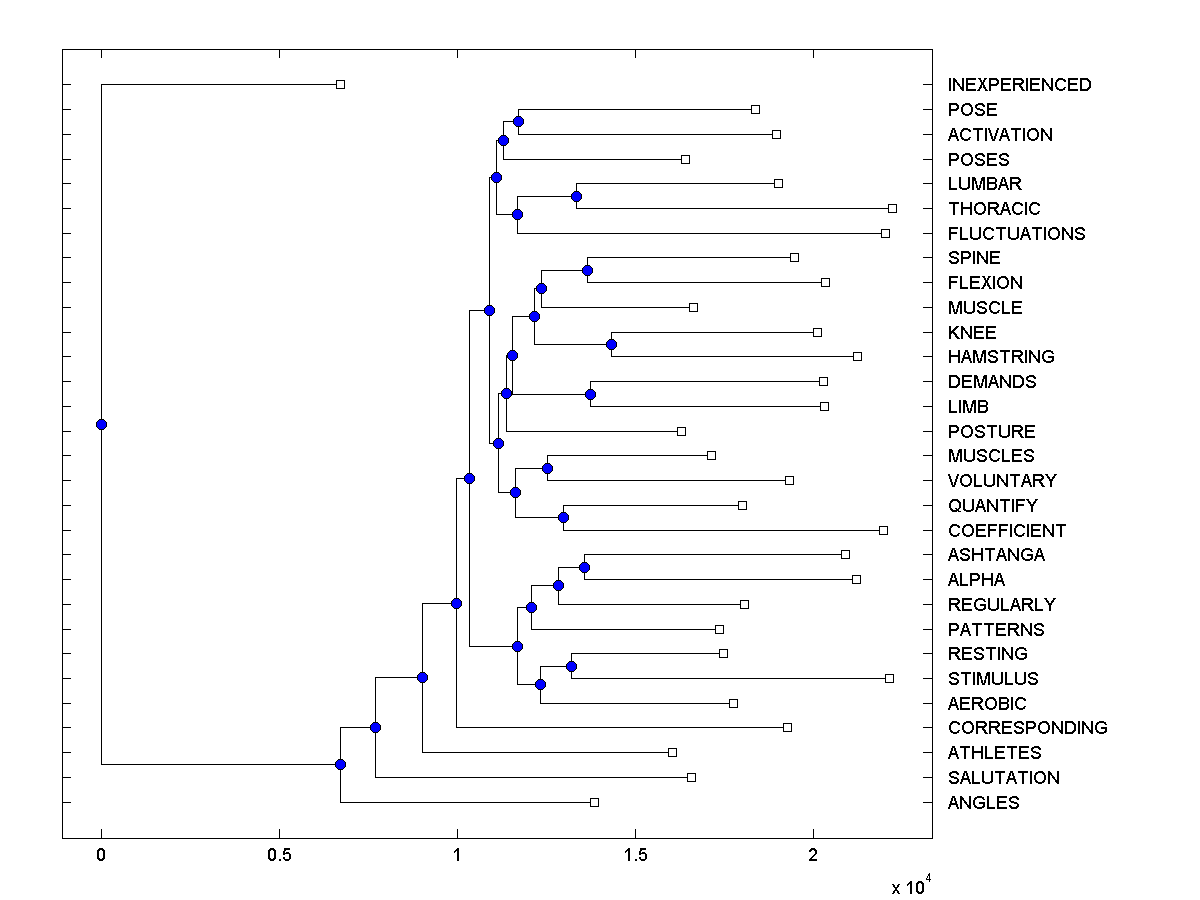 INEXPERIENCED
POSE
ACTIVATION
POSES
LUMBAR
THORACIC
FLUCTUATIONS
SPINE
FLEXION
MUSCLE
KNEE
HAMSTRING
DEMANDS
LIMB
POSTURE
MUSCLES
VOLUNTARY
QUANTIFY
COEFFICIENT
ASHTANGA
ALPHA
REGULARLY
PATTERNS
RESTING
STIMULUS
AEROBIC
CORRESPONDING
ATHLETES
SALUTATION
ANGLES
0 0.5 1 1.5 2
x 10^4